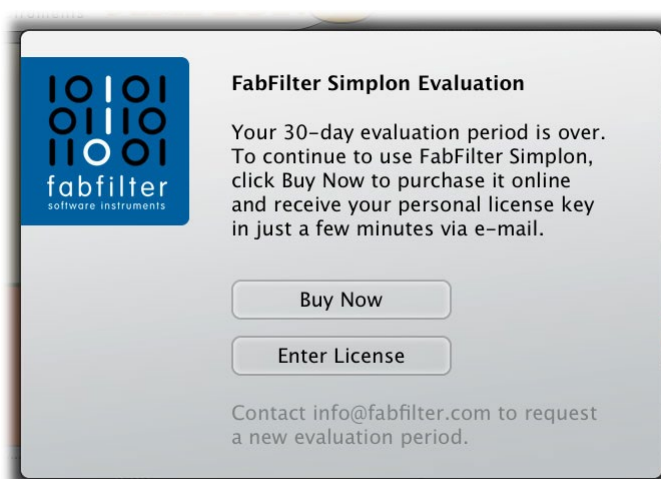 10101
01110
11001
fabfilter
software instruments
FabFilter Simplon Evaluation
Your 30-day evaluation period is over.
To continue to use FabFilter Simplon,
click Buy Now to purchase it online
and receive your personal license key
in just a few minutes via e-mail.
Buy Now
Enter License
Contact info@fabfilter.com to request
a new evaluation period.